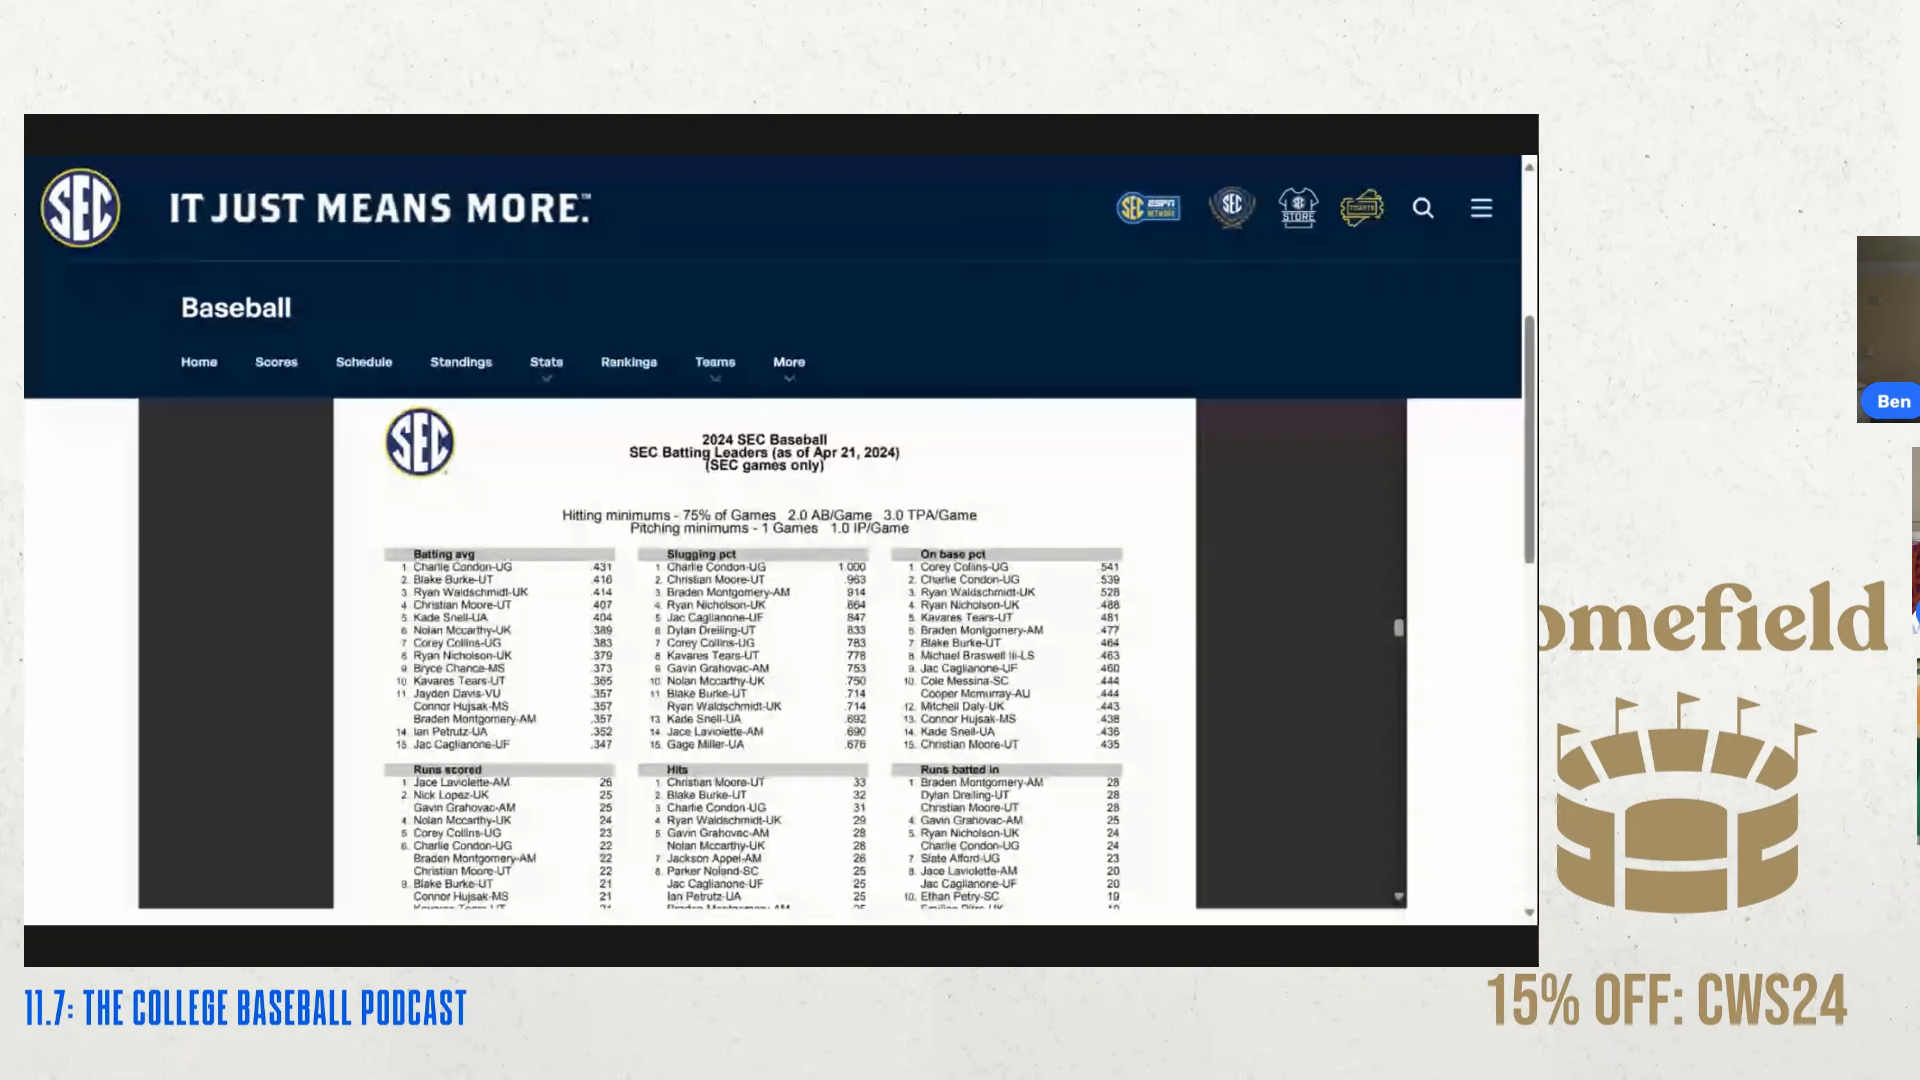 SEC
IT JUST MEANS MORE.™
SEC ESPN NETWORK
SEC
SEC STORE
TICKETS
Baseball
Home Scores Schedule Standings Stats Rankings Teams More
SEC
2024 SEC Baseball
SEC Batting Leaders (as of Apr 21, 2024)
(SEC games only)
Hitting minimums - 75% of Games 2.0 AB/Game 3.0 TPA/Game
Pitching minimums - 1 Games 1.0 IP/Game
Batting avg
1. Charlie Condon-UG .431
2. Blake Burke-UT .416
3. Ryan Waldschmidt-UK .414
4. Christian Moore-UT .407
5. Kade Snell-UA .404
6. Nolan Mccarthy-UK .389
7. Corey Collins-UG .383
8. Ryan Nicholson-UK .379
9. Bryce Chance-MS .373
10. Kavares Tears-UT .365
11. Jayden Davis-VU .357
Connor Hujsak-MS .357
Braden Montgomery-AM .357
14. Ian Petrutz-UA .352
15. Jac Caglianone-UF .347
Slugging pct
1. Charlie Condon-UG 1.000
2. Christian Moore-UT .963
3. Braden Montgomery-AM .914
4. Ryan Nicholson-UK .864
5. Jac Caglianone-UF .847
6. Dylan Dreiling-UT .833
7. Corey Collins-UG .783
8. Kavares Tears-UT .778
9. Gavin Grahovac-AM .753
10. Nolan Mccarthy-UK .750
11. Blake Burke-UT .714
Ryan Waldschmidt-UK .714
13. Kade Snell-UA .692
14. Jace Laviolette-AM .690
15. Gage Miller-UA .676
On base pct
1. Corey Collins-UG .541
2. Charlie Condon-UG .539
3. Ryan Waldschmidt-UK .528
4. Ryan Nicholson-UK .488
5. Kavares Tears-UT .481
6. Braden Montgomery-AM .477
7. Blake Burke-UT .464
8. Michael Braswell Iii-LS .463
9. Jac Caglianone-UF .460
10. Cole Messina-SC .444
Cooper Mcmurray-AU .444
12. Mitchell Daly-UK .443
13. Connor Hujsak-MS .438
14. Kade Snell-UA .436
15. Christian Moore-UT .435
Runs scored
1. Jace Laviolette-AM 26
2. Nick Lopez-UK 25
Gavin Grahovac-AM 25
4. Nolan Mccarthy-UK 24
5. Corey Collins-UG 23
6. Charlie Condon-UG 22
Braden Montgomery-AM 22
Christian Moore-UT 22
9. Blake Burke-UT 21
Connor Hujsak-MS 21
Kavares Tears-UT 21
Hits
1. Christian Moore-UT 33
2. Blake Burke-UT 32
3. Charlie Condon-UG 31
4. Ryan Waldschmidt-UK 29
5. Gavin Grahovac-AM 28
Nolan Mccarthy-UK 28
7. Jackson Appel-AM 26
8. Parker Noland-SC 25
Jac Caglianone-UF 25
Ian Petrutz-UA 25
Braden Montgomery-AM 25
Runs batted in
1. Braden Montgomery-AM 28
Dylan Dreiling-UT 28
Christian Moore-UT 28
4. Gavin Grahovac-AM 25
5. Ryan Nicholson-UK 24
Charlie Condon-UG 24
7. Slate Alford-UG 23
8. Jace Laviolette-AM 20
Jac Caglianone-UF 20
10. Ethan Petry-SC 19
Ben
omefield
11.7: THE COLLEGE BASEBALL PODCAST
15% OFF: CWS24